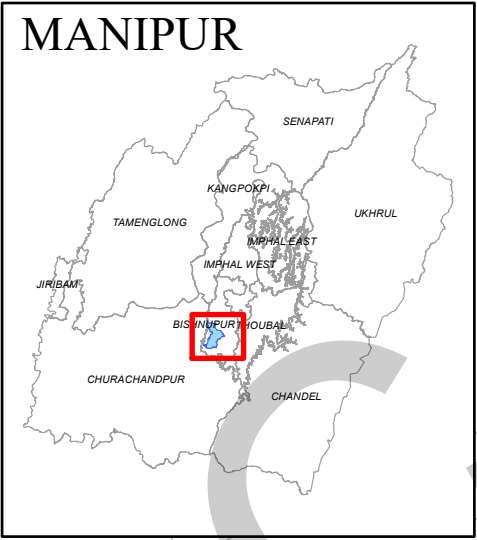 MANIPUR
SENAPATI
KANGPOKPI
UKHRUL
TAMENGLONG
IMPHAL EAST
IMPHAL WEST
JIRIBAM
BISHNUPUR THOUBAL
CHURACHANDPUR
CHANDEL